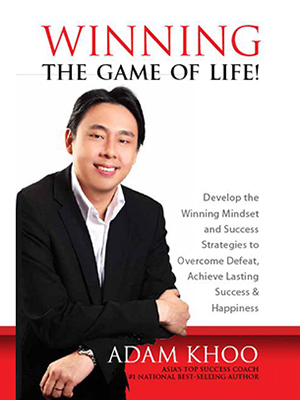 WINNING
THE GAME OF LIFE!
Develop the
Winning Mindset
and Success
Strategies to
Overcome Defeat,
Achieve Lasting
Success &
Happiness
ADAM KHOO
ASIA'S TOP SUCCESS COACH
#1 NATIONAL BEST-SELLING AUTHOR